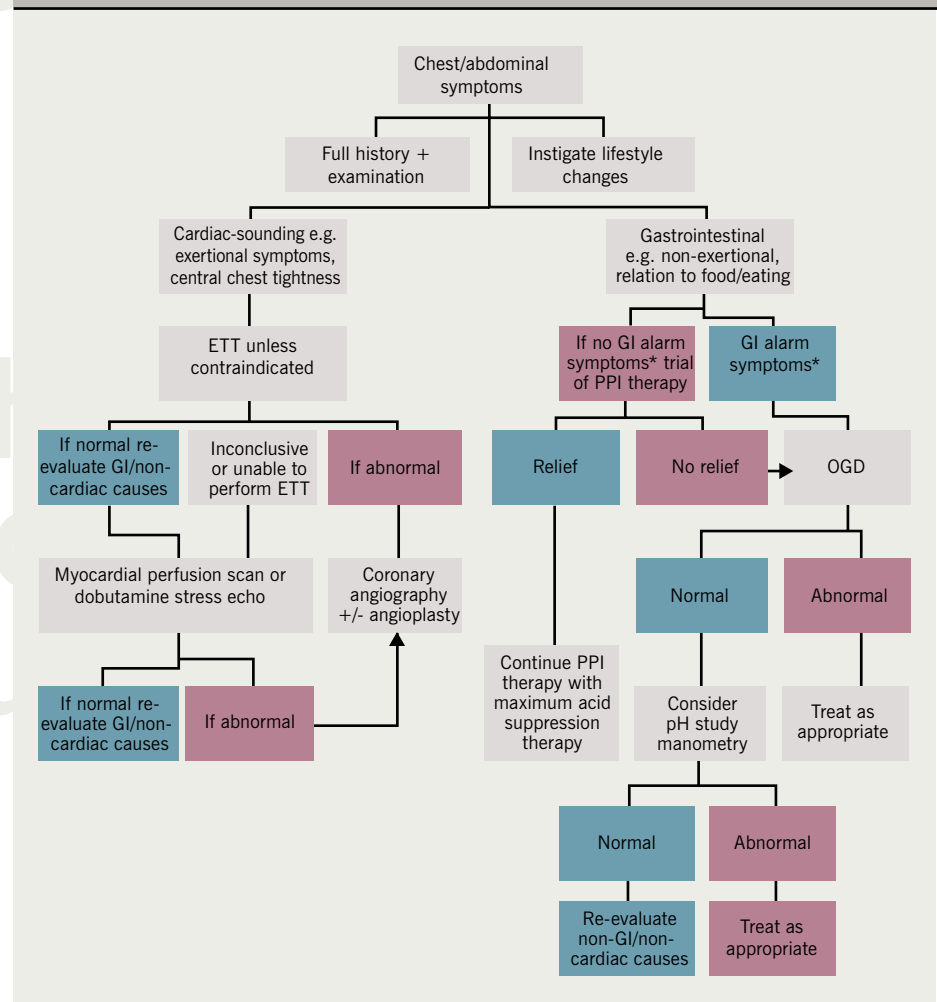 Chest/abdominal
symptoms
Full history +
examination
Instigate lifestyle
changes
Cardiac-sounding e.g.
exertional symptoms,
central chest tightness
Gastrointestinal
e.g. non-exertional,
relation to food/eating
ETT unless
contraindicated
If no GI alarm
symptoms* trial
of PPI therapy
GI alarm
symptoms*
If normal re-
evaluate GI/non-
cardiac causes
Inconclusive
or unable to
perform ETT
If abnormal
Relief
No relief
OGD
Myocardial perfusion scan or
dobutamine stress echo
Coronary
angiography
+/- angioplasty
Normal
Abnormal
If normal re-
evaluate GI/non-
cardiac causes
If abnormal
Continue PPI
therapy with
maximum acid
suppression
therapy
Consider
pH study
manometry
Treat as
appropriate
Normal
Abnormal
Re-evaluate
non-GI/non-
cardiac causes
Treat as
appropriate